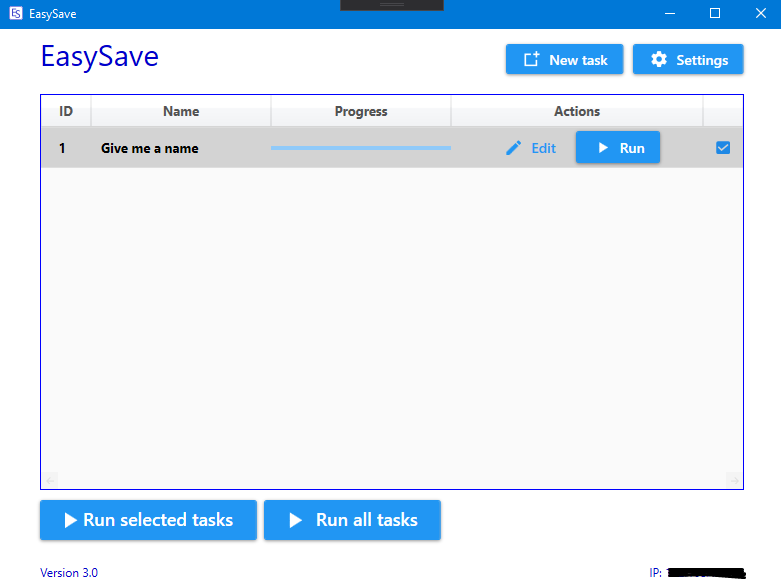 EasySave
EasySave
New task
Settings
ID Name Progress Actions
1 Give me a name Edit Run
Run selected tasks Run all tasks
Version 3.0 IP: